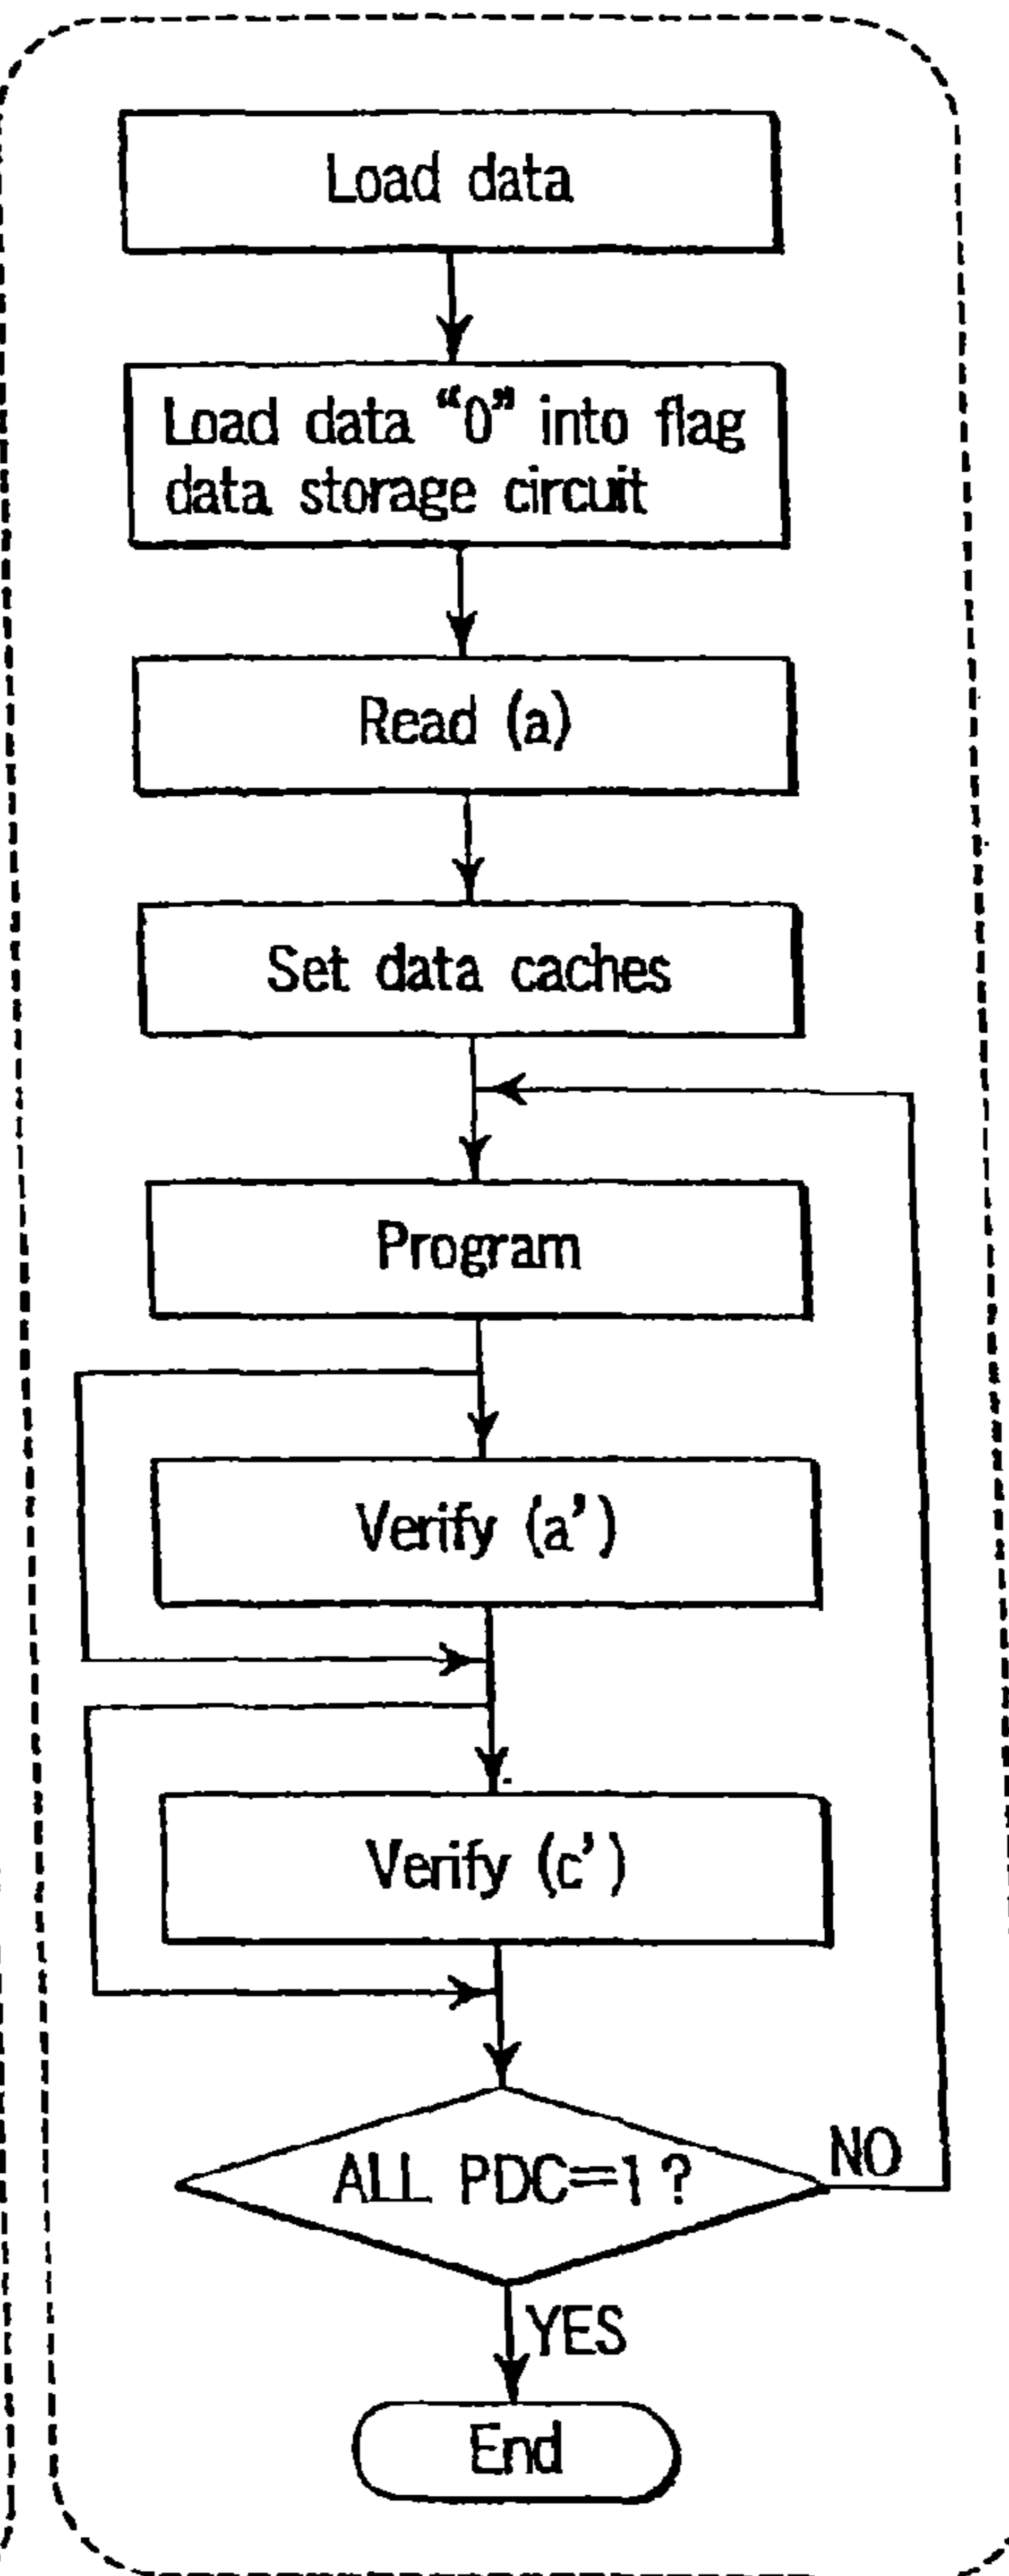 Load data
Load data “0” into flag
data storage circuit
Read (a)
Set data caches
Program
Verify (a’)
Verify (c’)
ALL PDC=1?
NO
YES
End